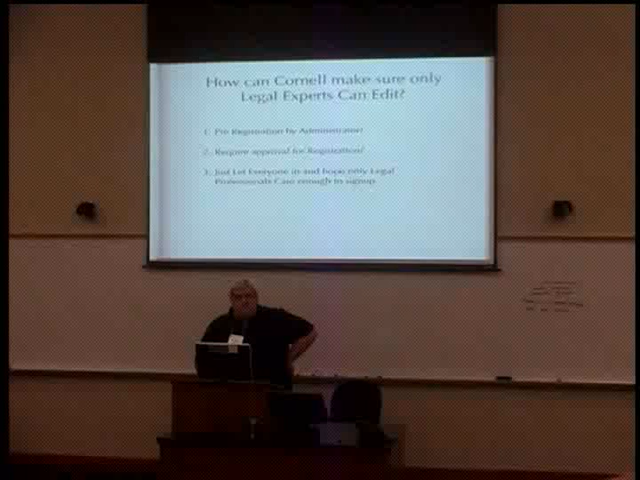 How can Cornell make sure only
Legal Experts Can Edit?
1. Pre Registration by Administrator
2. Require approval for Registration?
3. Just Let Everyone in and hope only Legal
Professionals Care enough to signup